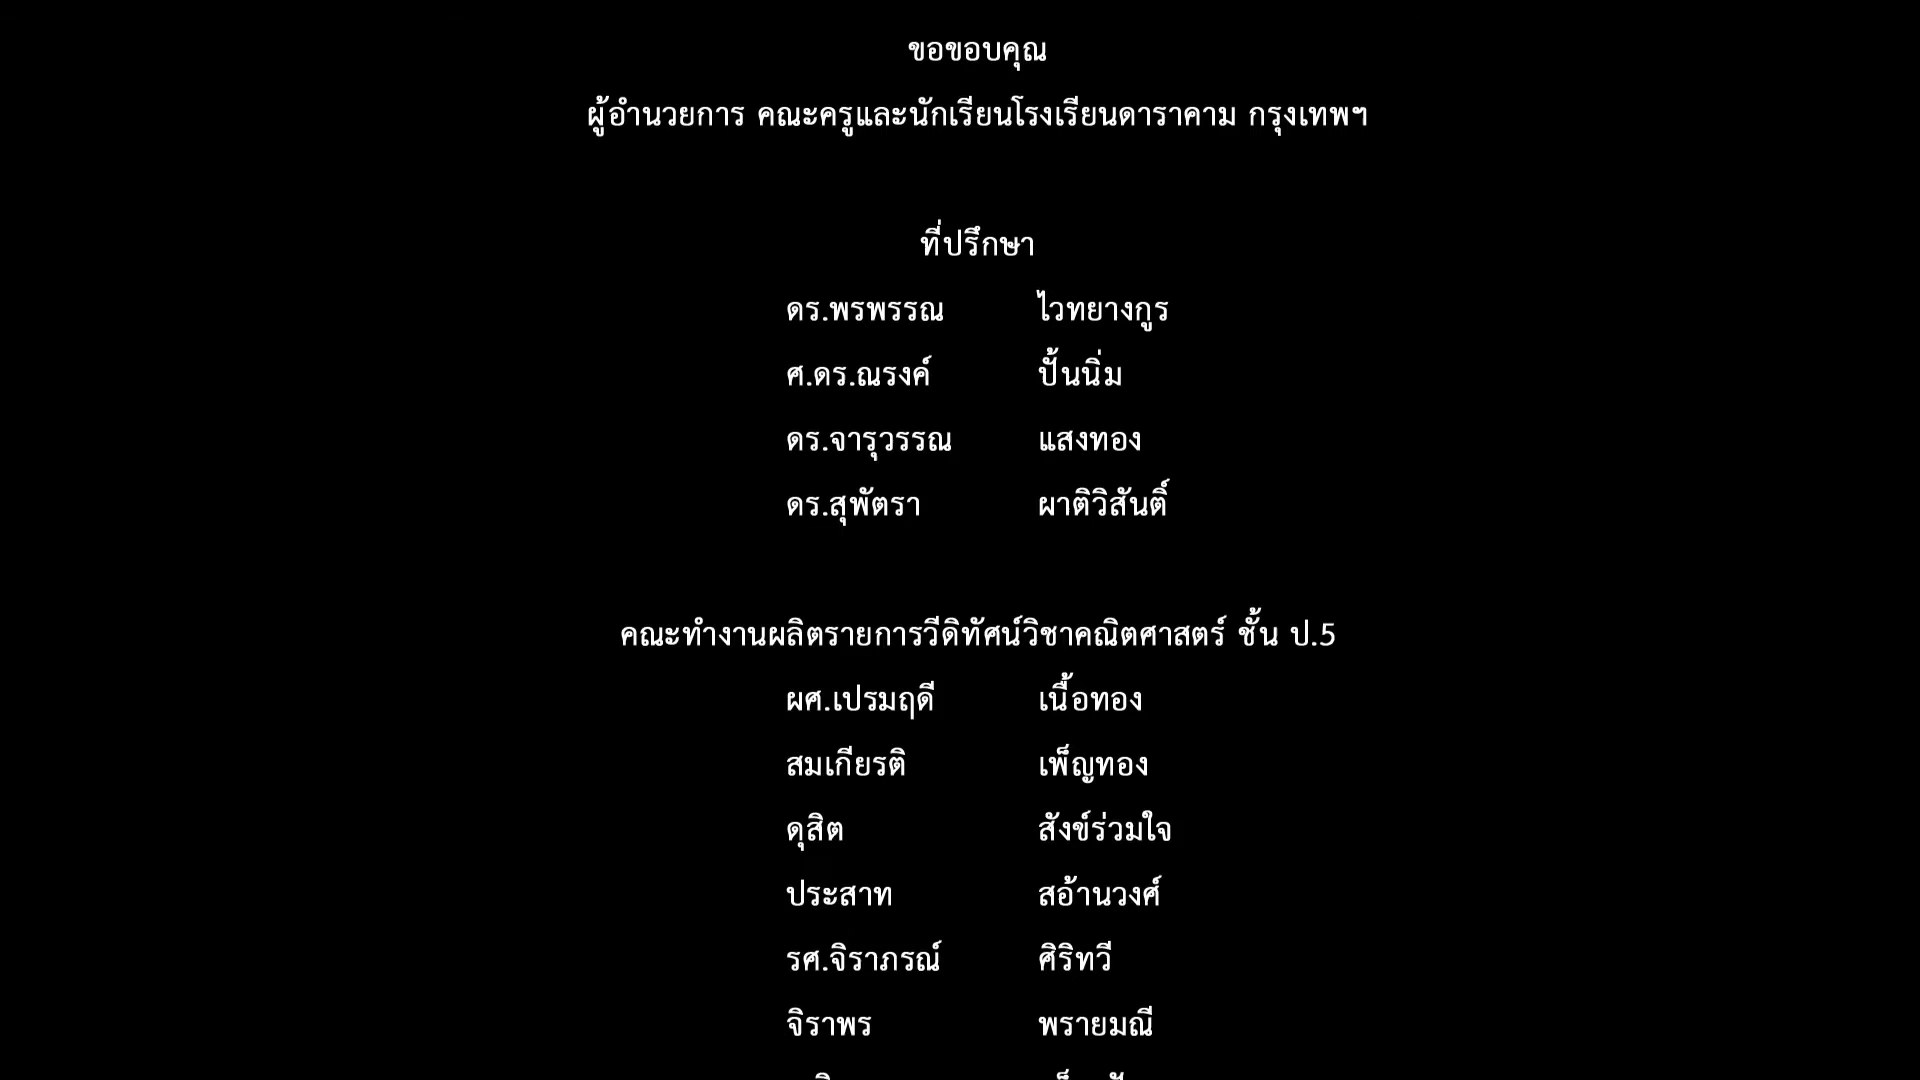 ขอขอบคุณ
ผู้อำนวยการ คณะครูและนักเรียนโรงเรียนดาราคาม กรุงเทพฯ
ที่ปรึกษา
ดร.พรพรรณ ไวทยางกูร
ศ.ดร.ณรงค์ ปั้นนิ่ม
ดร.จารุวรรณ แสงทอง
ดร.สุพัตรา ผาติวิสันติ์
คณะทำงานผลิตรายการวีดิทัศน์วิชาคณิตศาสตร์ ชั้น ป.5
ผศ.เปรมฤดี เนื้อทอง
สมเกียรติ เพ็ญทอง
ดุสิต สังข์ร่วมใจ
ประสาท สอ้านวงศ์
รศ.จิราภรณ์ ศิริทวี
จิราพร พรายมณี